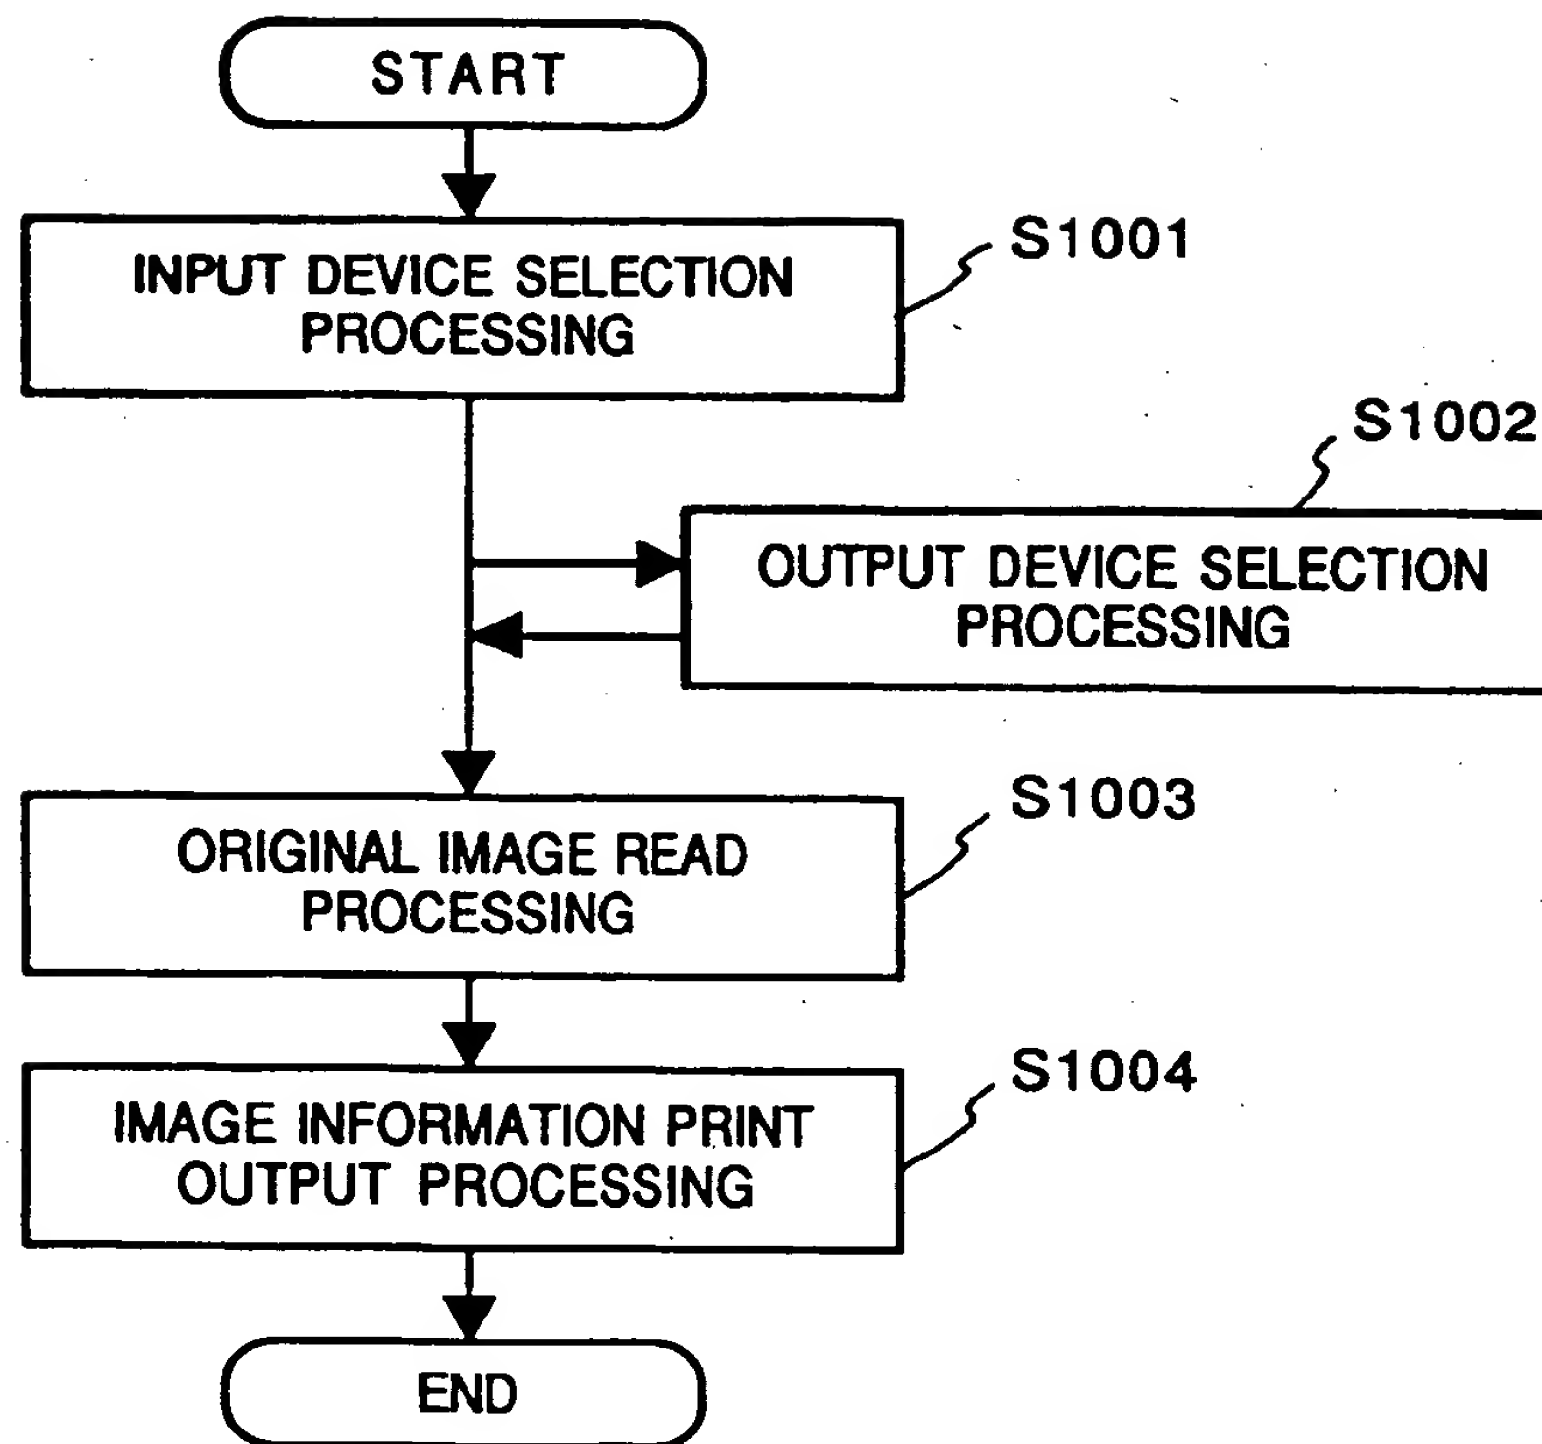 START
INPUT DEVICE SELECTION
PROCESSING
S1001
S1002
OUTPUT DEVICE SELECTION
PROCESSING
S1003
ORIGINAL IMAGE READ
PROCESSING
S1004
IMAGE INFORMATION PRINT
OUTPUT PROCESSING
END